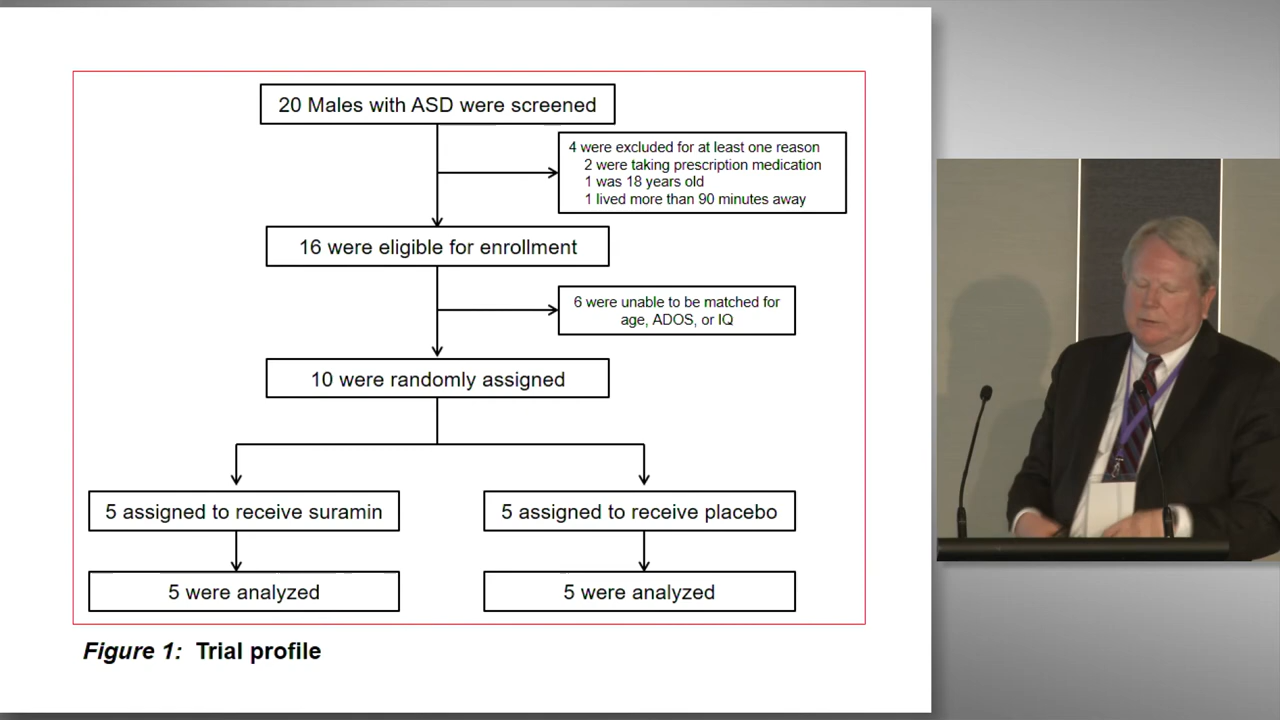 20 Males with ASD were screened
4 were excluded for at least one reason
2 were taking prescription medication
1 was 18 years old
1 lived more than 90 minutes away
16 were eligible for enrollment
6 were unable to be matched for
age, ADOS, or IQ
10 were randomly assigned
5 assigned to receive suramin
5 assigned to receive placebo
5 were analyzed
5 were analyzed
Figure 1: Trial profile